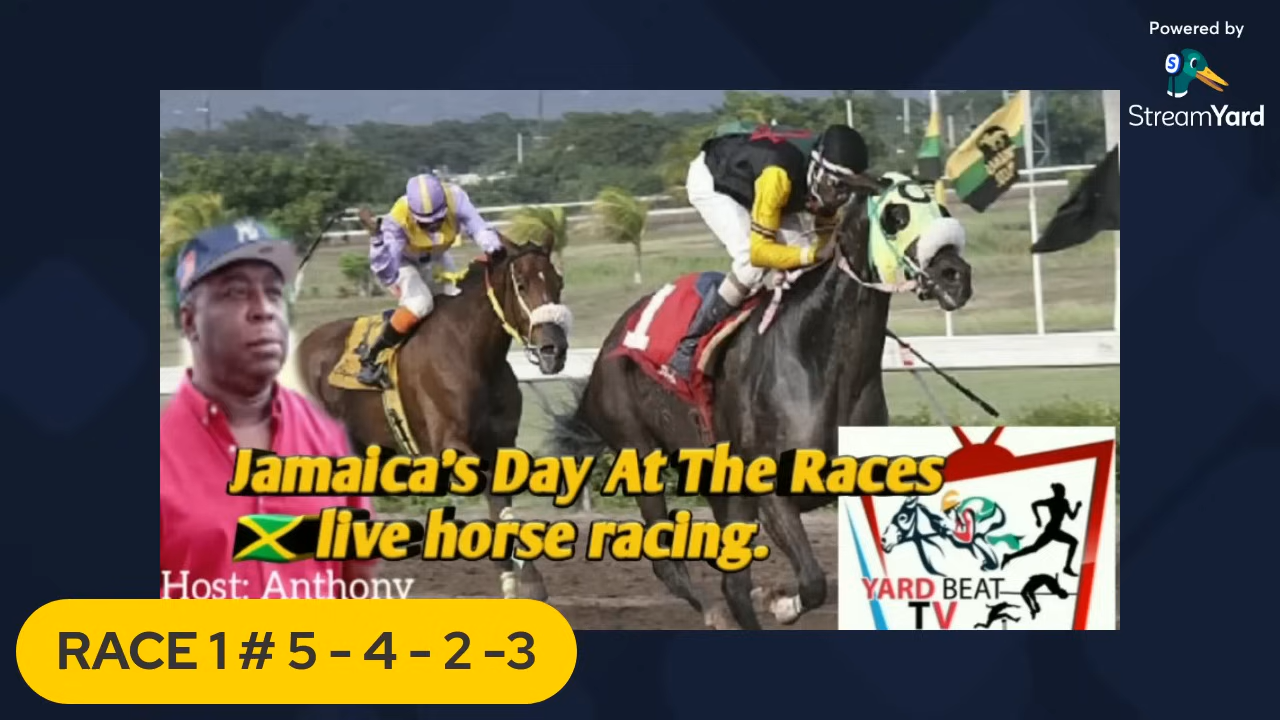 Powered by
StreamYard
1
Jamaica's Day At The Races
live horse racing.
Host: Anthony
YARD BEAT
TV
RACE 1 # 5 - 4 - 2 -3